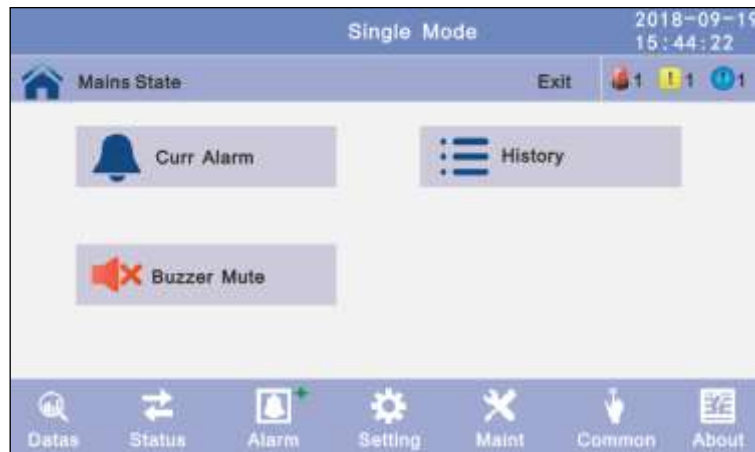 Single Mode
2018-09-19
15:44:22
Mains State Exit 1 ! 1 1
Curr Alarm
History
Buzzer Mute
Datas Status Alarm Setting Maint Common About